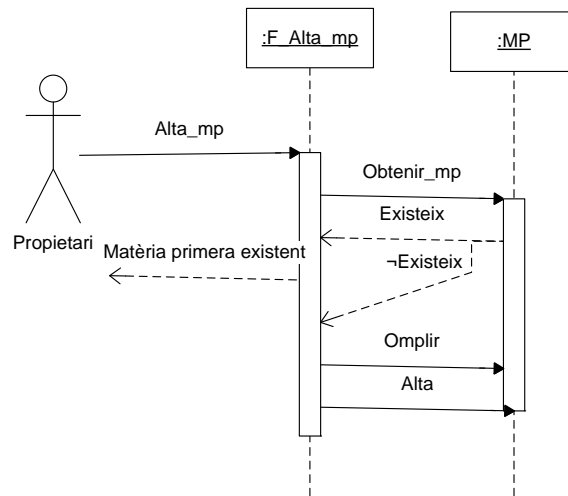 :F_Alta_mp
:MP
Alta_mp
Obtenir_mp
Existeix
Propietari
Matèria primera existent
¬Existeix
Omplir
Alta